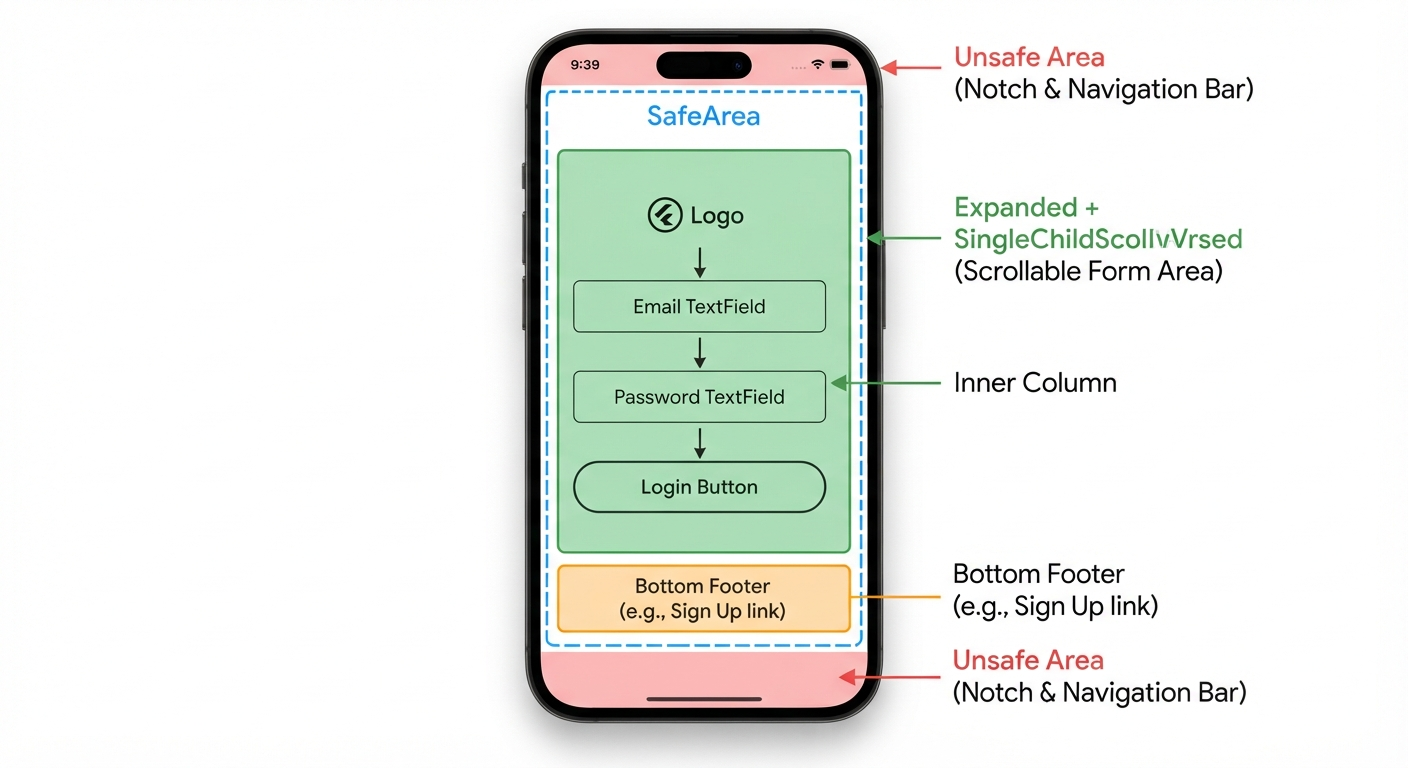 9:39
Unsafe Area
(Notch & Navigation Bar)
SafeArea
Logo
Expanded +
(Scrollable Form Area)
Email TextField
Password TextField
Inner Column
Login Button
Bottom Footer
(e.g., Sign Up link)
Bottom Footer
(e.g., Sign Up link)
Unsafe Area
(Notch & Navigation Bar)